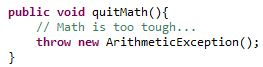 public void quitMath(){
    // Math is too tough...
    throw new ArithmeticException();
}